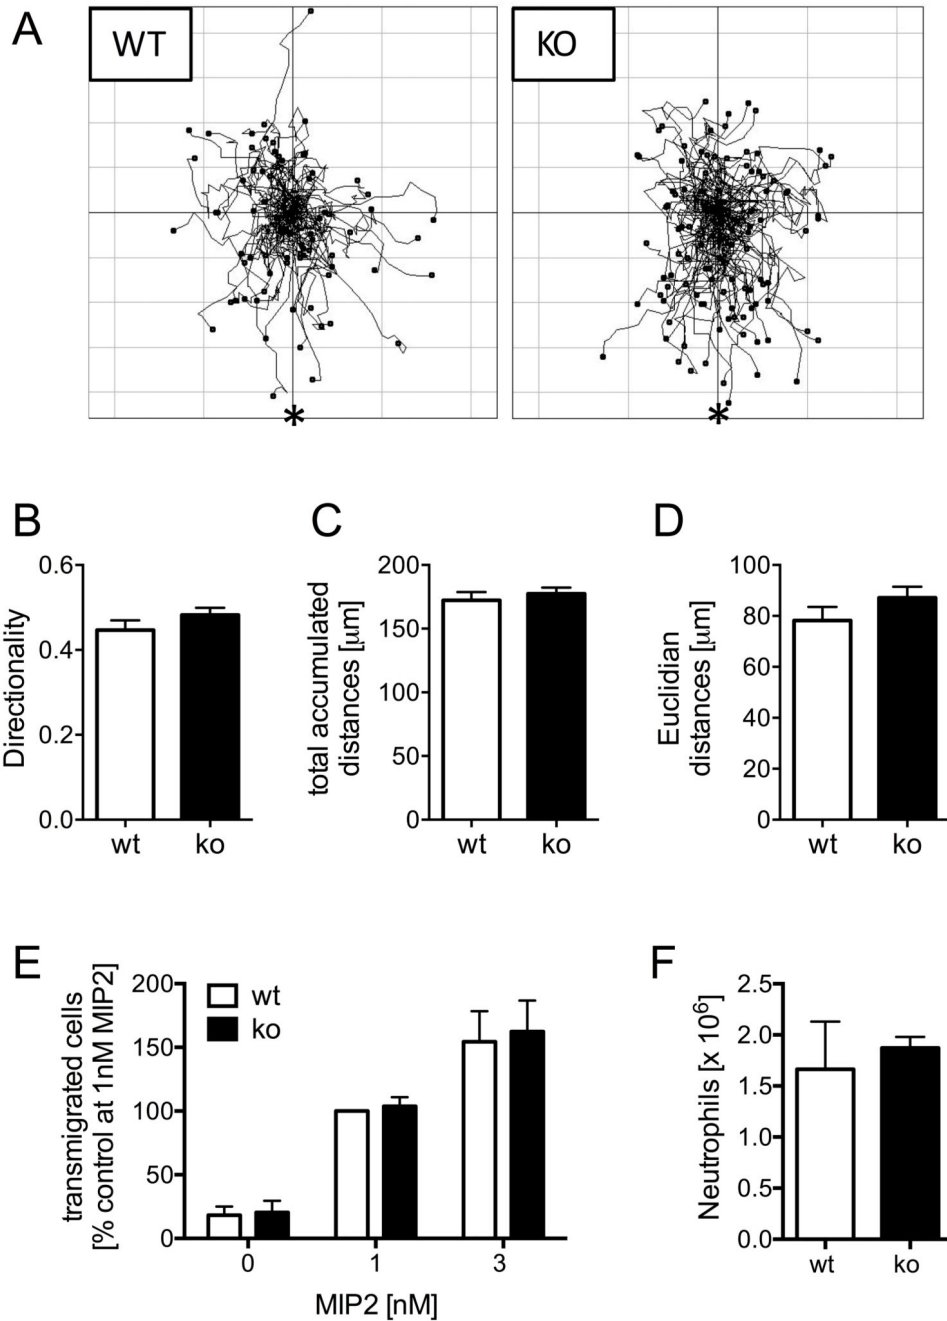 A
WT
KO
*
*
B
C
D
0.6
0.4
0.2
0.0
Directionality
wt
ko
200
150
100
50
0
total accumulated
distances [μm]
wt
ko
100
80
60
40
20
0
Euclidian
distances [μm]
wt
ko
E
F
200
150
100
50
0
transmigrated cells
[% control at 1nM MIP2]
wt
ko
0
1
3
MIP2 [nM]
2.5
2.0
1.5
1.0
0.5
0.0
Neutrophils [x 10⁶]
wt
ko